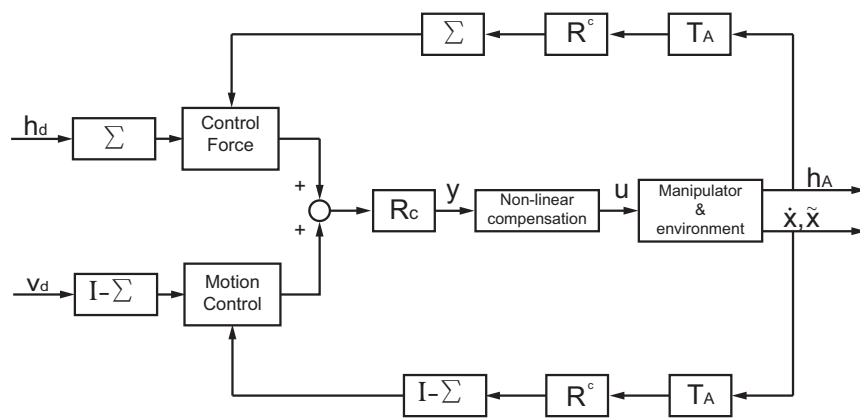 Σ
R^c
T_A
h_d
Σ
Control
Force
+
+
R_c
y
Non-linear
compensation
u
Manipulator
&
environment
h_A
ẋ, x̃
v_d
I-Σ
Motion
Control
I-Σ
R^c
T_A